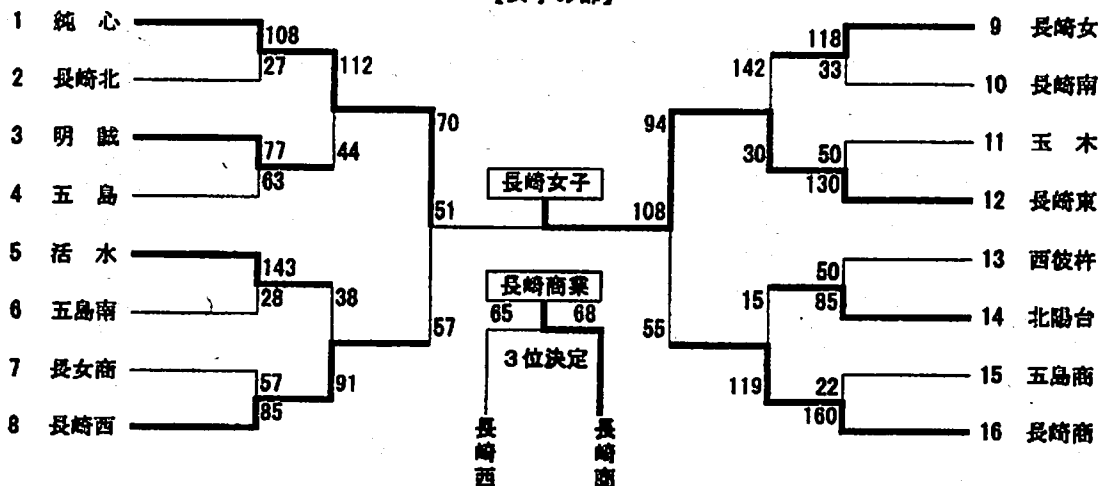 1 純心
108
27
2 長崎北
112
3 明誠
77
63
44
4 五島
70
51
5 活水
143
28
6 五島南
38
57
7 長女商
57
85
91
8 長崎西
長崎女子
長崎商業
65 68
3位決定
長崎西
長崎商
118
33
9 長崎女
142
10 長崎南
94
30
50
130
11 玉木
12 長崎東
108
13 西彼杵
50
85
15
14 北陽台
55
119
22
160
15 五島商
16 長崎商